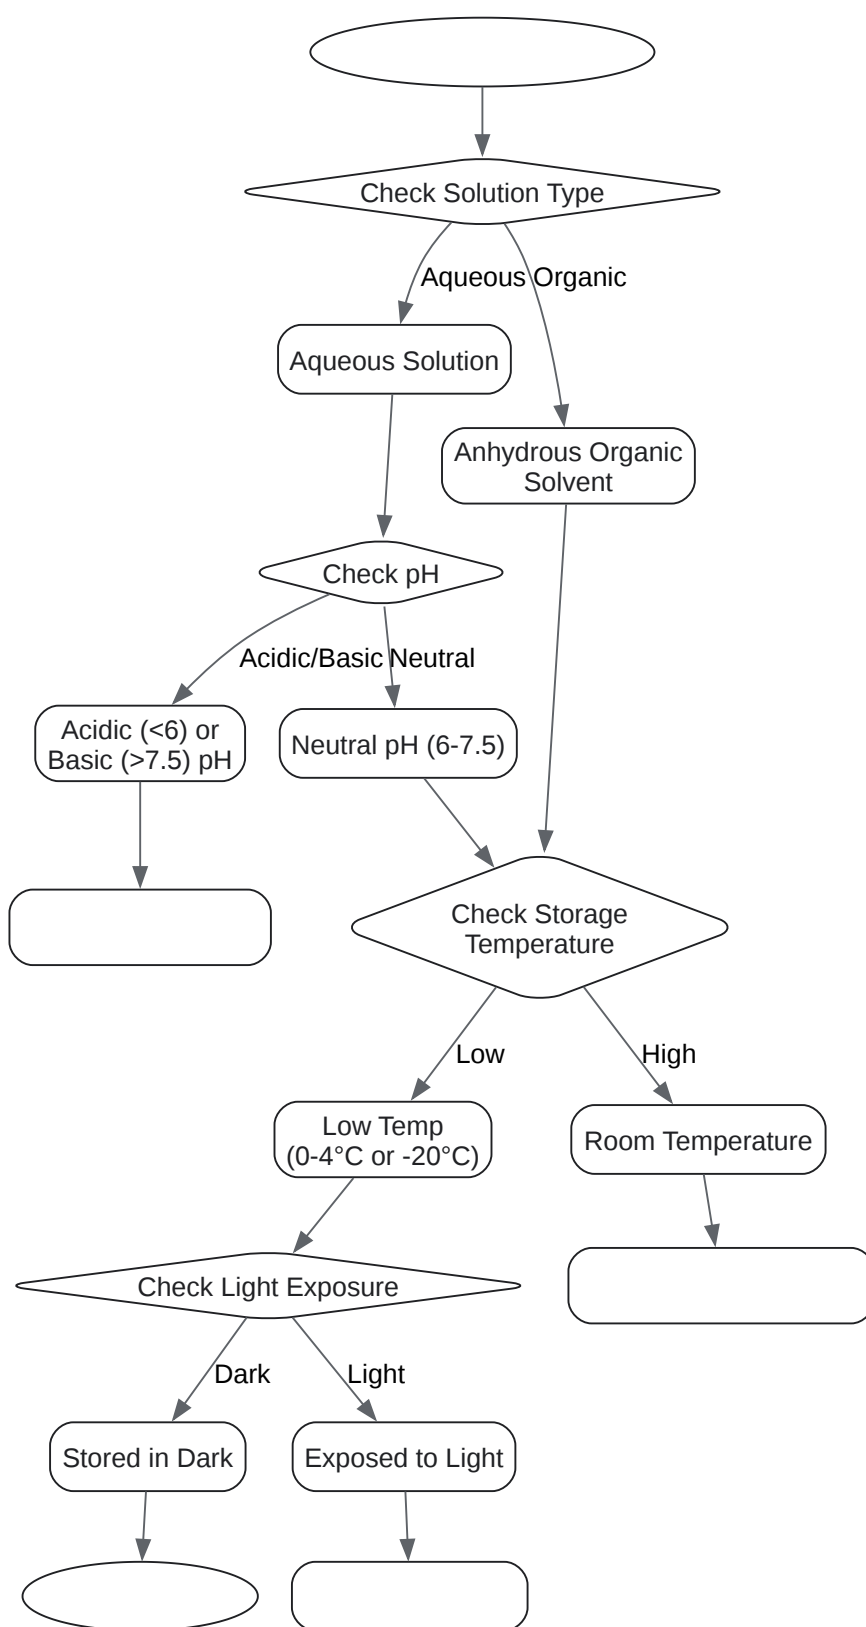 Check Solution Type
Aqueous
Organic
Aqueous Solution
Anhydrous Organic
Solvent
Check pH
Acidic/Basic
Neutral
Acidic (<6) or
Basic (>7.5) pH
Neutral pH (6-7.5)
Check Storage
Temperature
Low
High
Low Temp
(0-4°C or -20°C)
Room Temperature
Check Light Exposure
Dark
Light
Stored in Dark
Exposed to Light